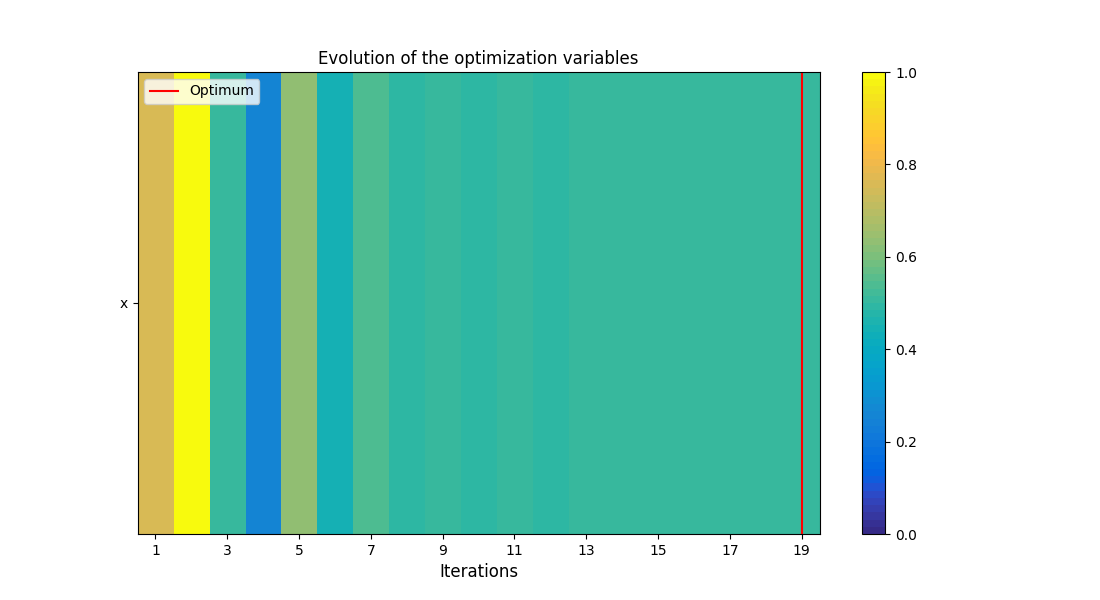 Evolution of the optimization variables
Optimum
x
1 3 5 7 9 11 13 15 17 19
Iterations
1.0
0.8
0.6
0.4
0.2
0.0